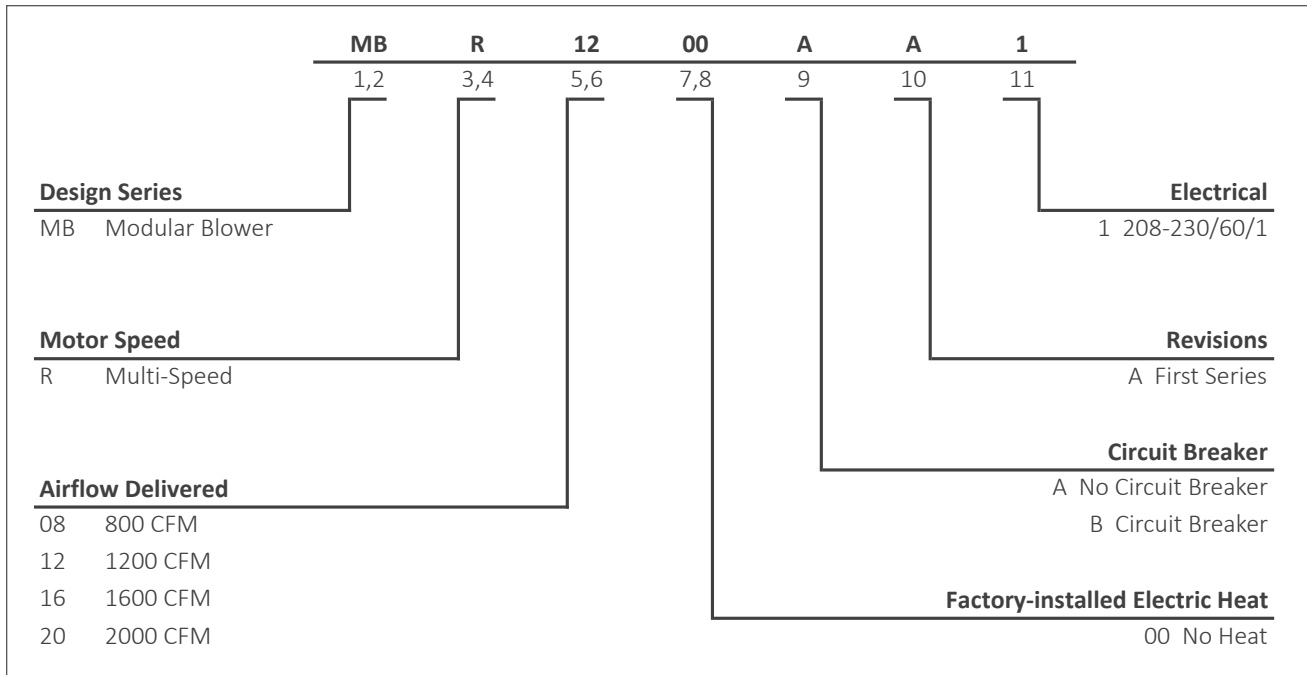 MB R 12 00 A A 1
1,2 3,4 5,6 7,8 9 10 11
Design Series
MB Modular Blower
Electrical
1 208-230/60/1
Motor Speed
R Multi-Speed
Revisions
A First Series
Circuit Breaker
A No Circuit Breaker
B Circuit Breaker
Airflow Delivered
08 800 CFM
12 1200 CFM
16 1600 CFM
20 2000 CFM
Factory-installed Electric Heat
00 No Heat